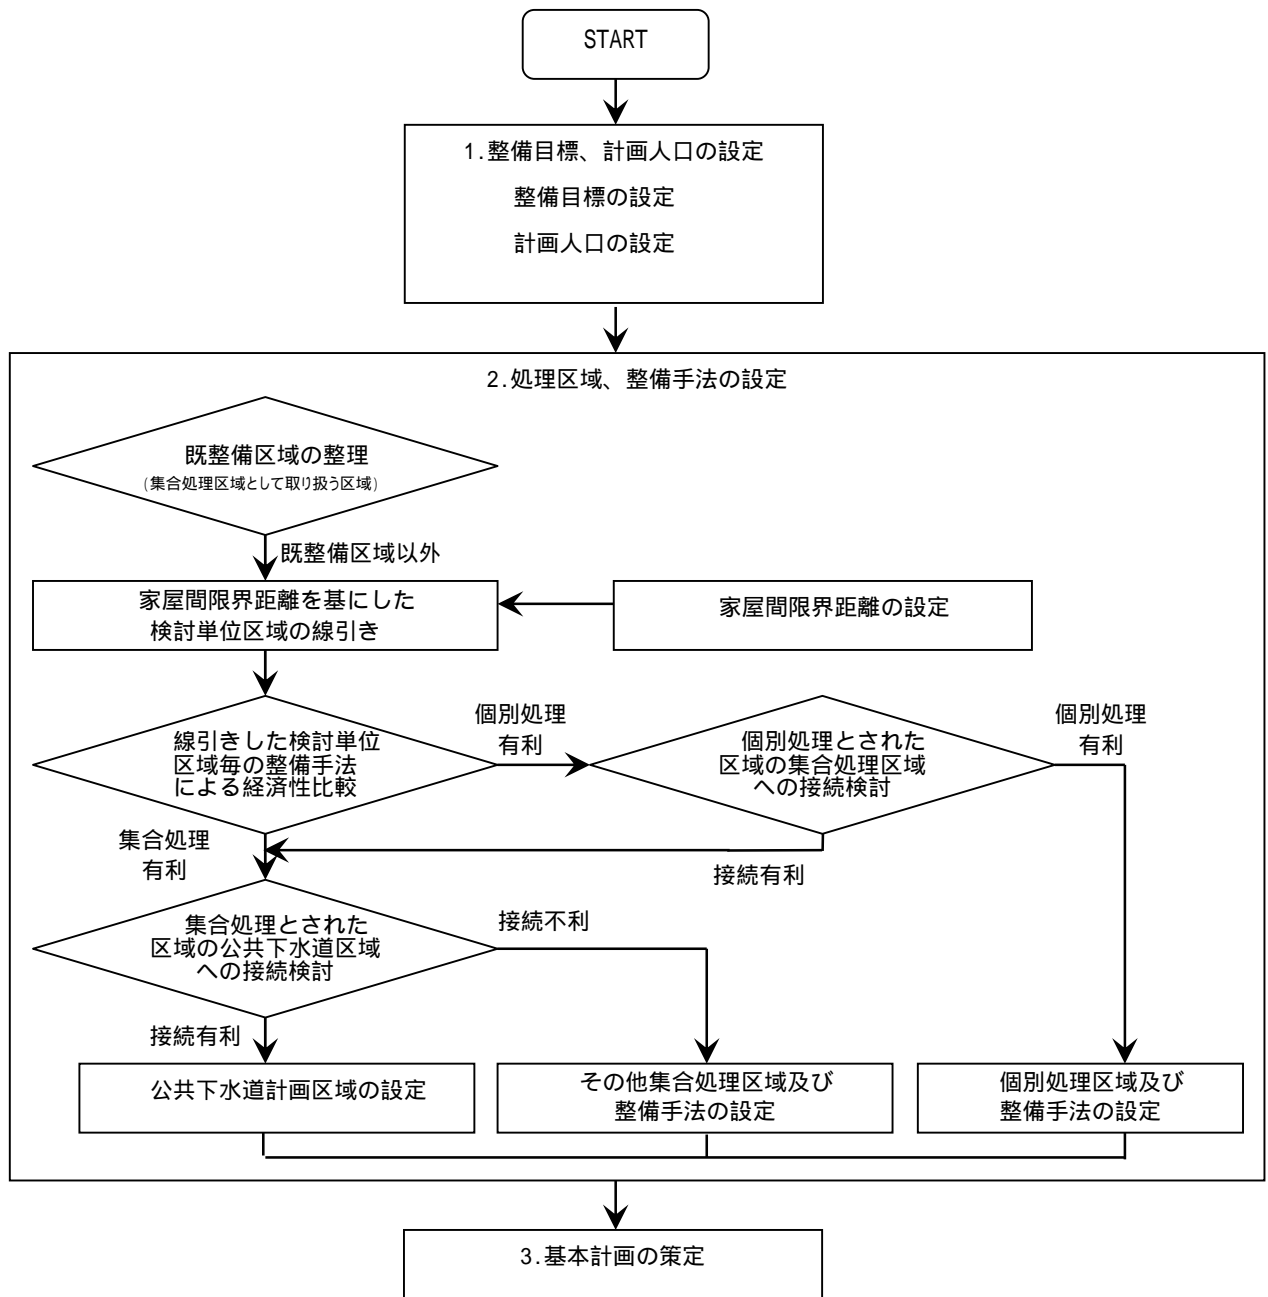 START
1.整備目標、計画人口の設定
整備目標の設定
計画人口の設定
2.処理区域、整備手法の設定
既整備区域の整理
(集合処理区域として取り扱う区域)
既整備区域以外
家屋間限界距離を基にした
検討単位区域の線引き
家屋間限界距離の設定
線引きした検討単位
区域毎の整備手法
による経済性比較
個別処理
有利
個別処理とされた
区域の集合処理区域
への接続検討
個別処理
有利
集合処理
有利
接続有利
集合処理とされた
区域の公共下水道区域
への接続検討
接続不利
接続有利
公共下水道計画区域の設定
その他集合処理区域及び
整備手法の設定
個別処理区域及び
整備手法の設定
3.基本計画の策定